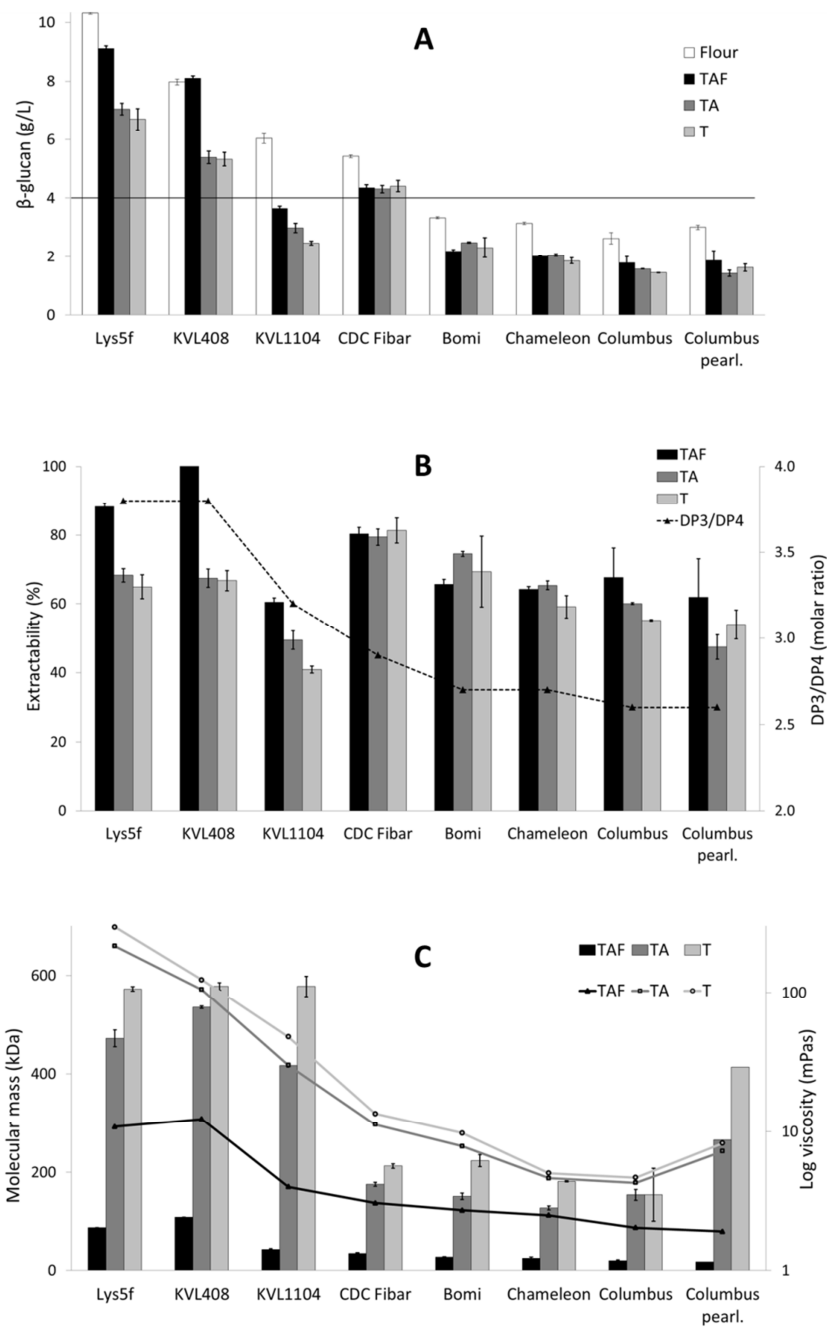 A
β-glucan (g/L)
10
8
6
4
2
0
Flour
TAF
TA
T
Lys5f KVL408 KVL1104 CDC Fibar Bomi Chameleon Columbus Columbus pearl.
B
Extractability (%)
100
80
60
40
20
0
TAF
TA
T
DP3/DP4
4.0
3.5
3.0
2.5
2.0
DP3/DP4 (molar ratio)
Lys5f KVL408 KVL1104 CDC Fibar Bomi Chameleon Columbus Columbus pearl.
C
Molecular mass (kDa)
600
400
200
0
TAF TA T
TAF TA T
100
10
1
Log viscosity (mPas)
Lys5f KVL408 KVL1104 CDC Fibar Bomi Chameleon Columbus Columbus pearl.